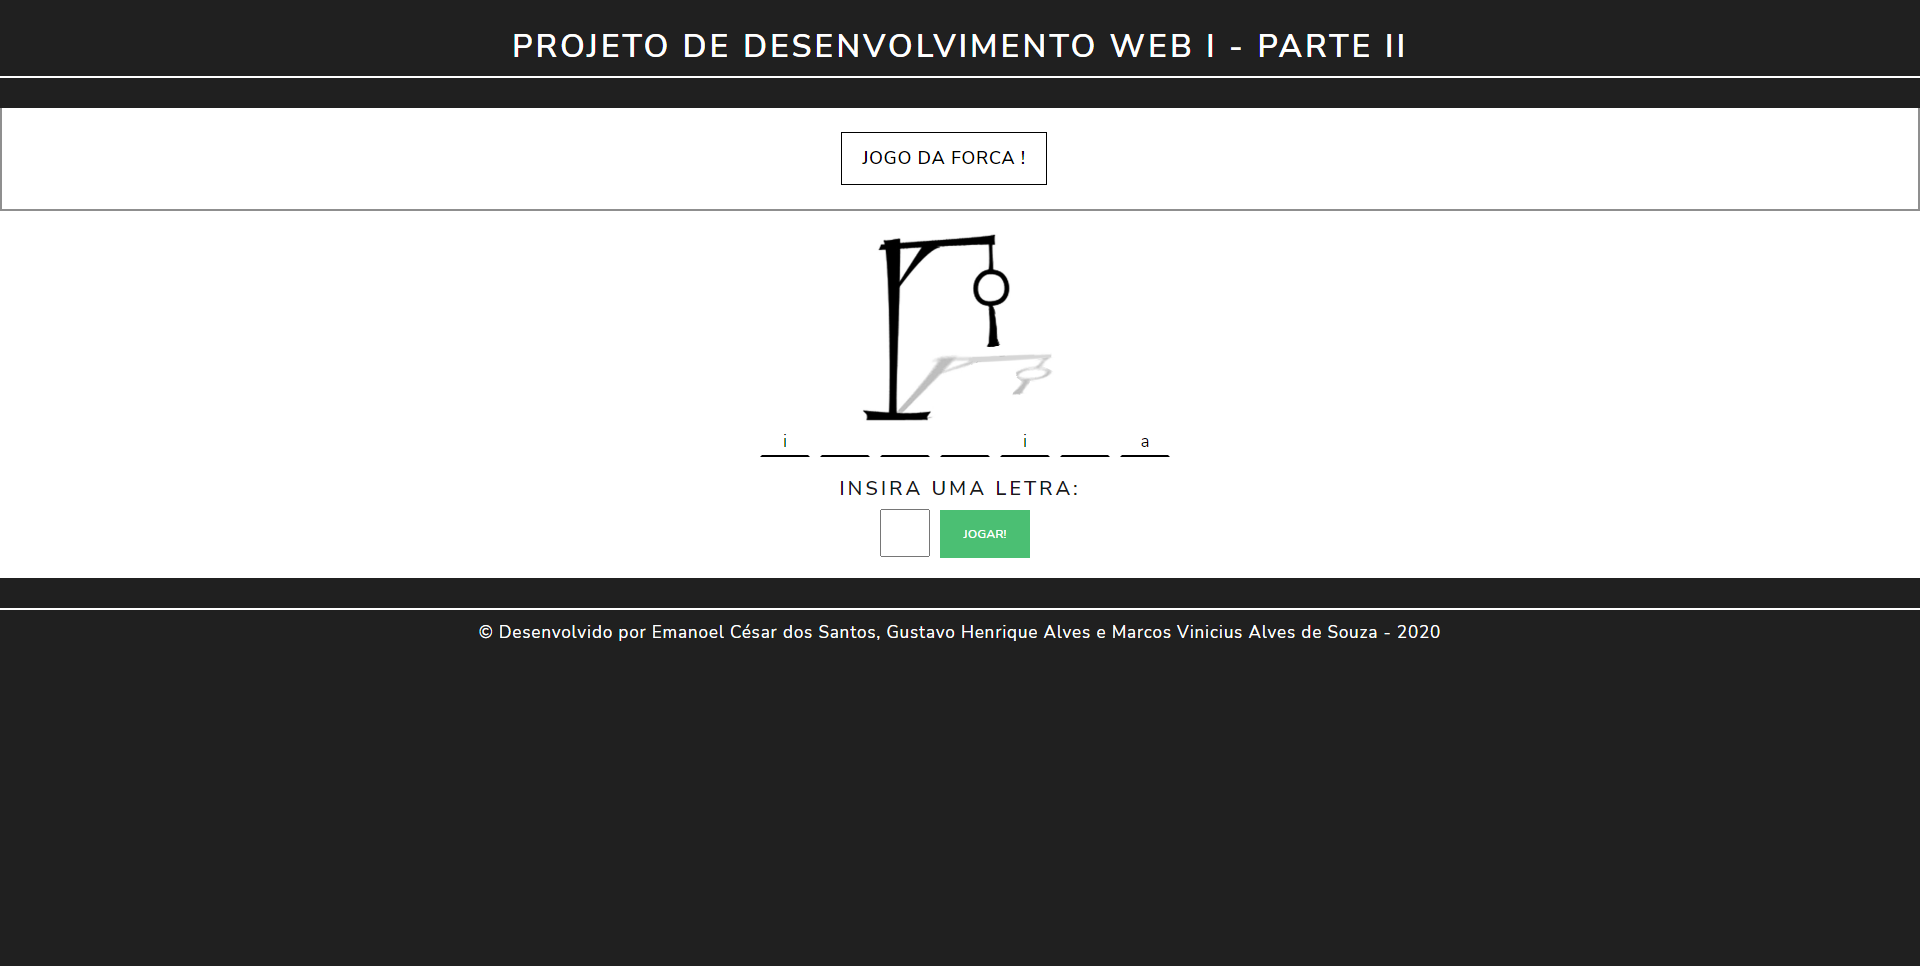 PROJETO DE DESENVOLVIMENTO WEB I - PARTE II
JOGO DA FORCA !
i i a
INSIRA UMA LETRA:
JOGAR!
© Desenvolvido por Emanoel César dos Santos, Gustavo Henrique Alves e Marcos Vinicius Alves de Souza - 2020